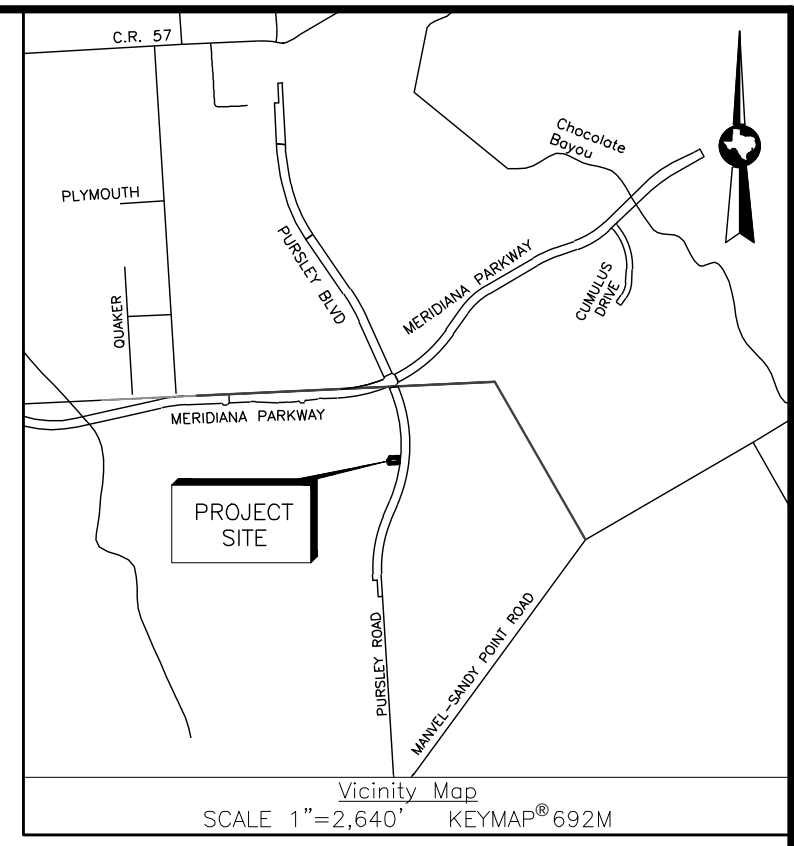 C.R. 57
Chocolate
Bayou
PLYMOUTH
PURSLEY BLVD
MERIDIANA PARKWAY
CUMULUS
DRIVE
QUAKER
MERIDIANA PARKWAY
PROJECT
SITE
PURSLEY ROAD
MANVEL-SANDY POINT ROAD
Vicinity Map
SCALE 1"=2,640' KEYMAP® 692M